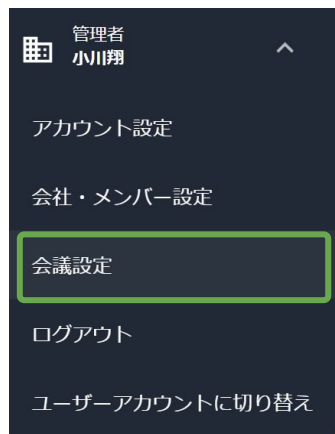 管理者
小川翔
アカウント設定
会社・メンバー設定
会議設定
ログアウト
ユーザーアカウントに切り替え